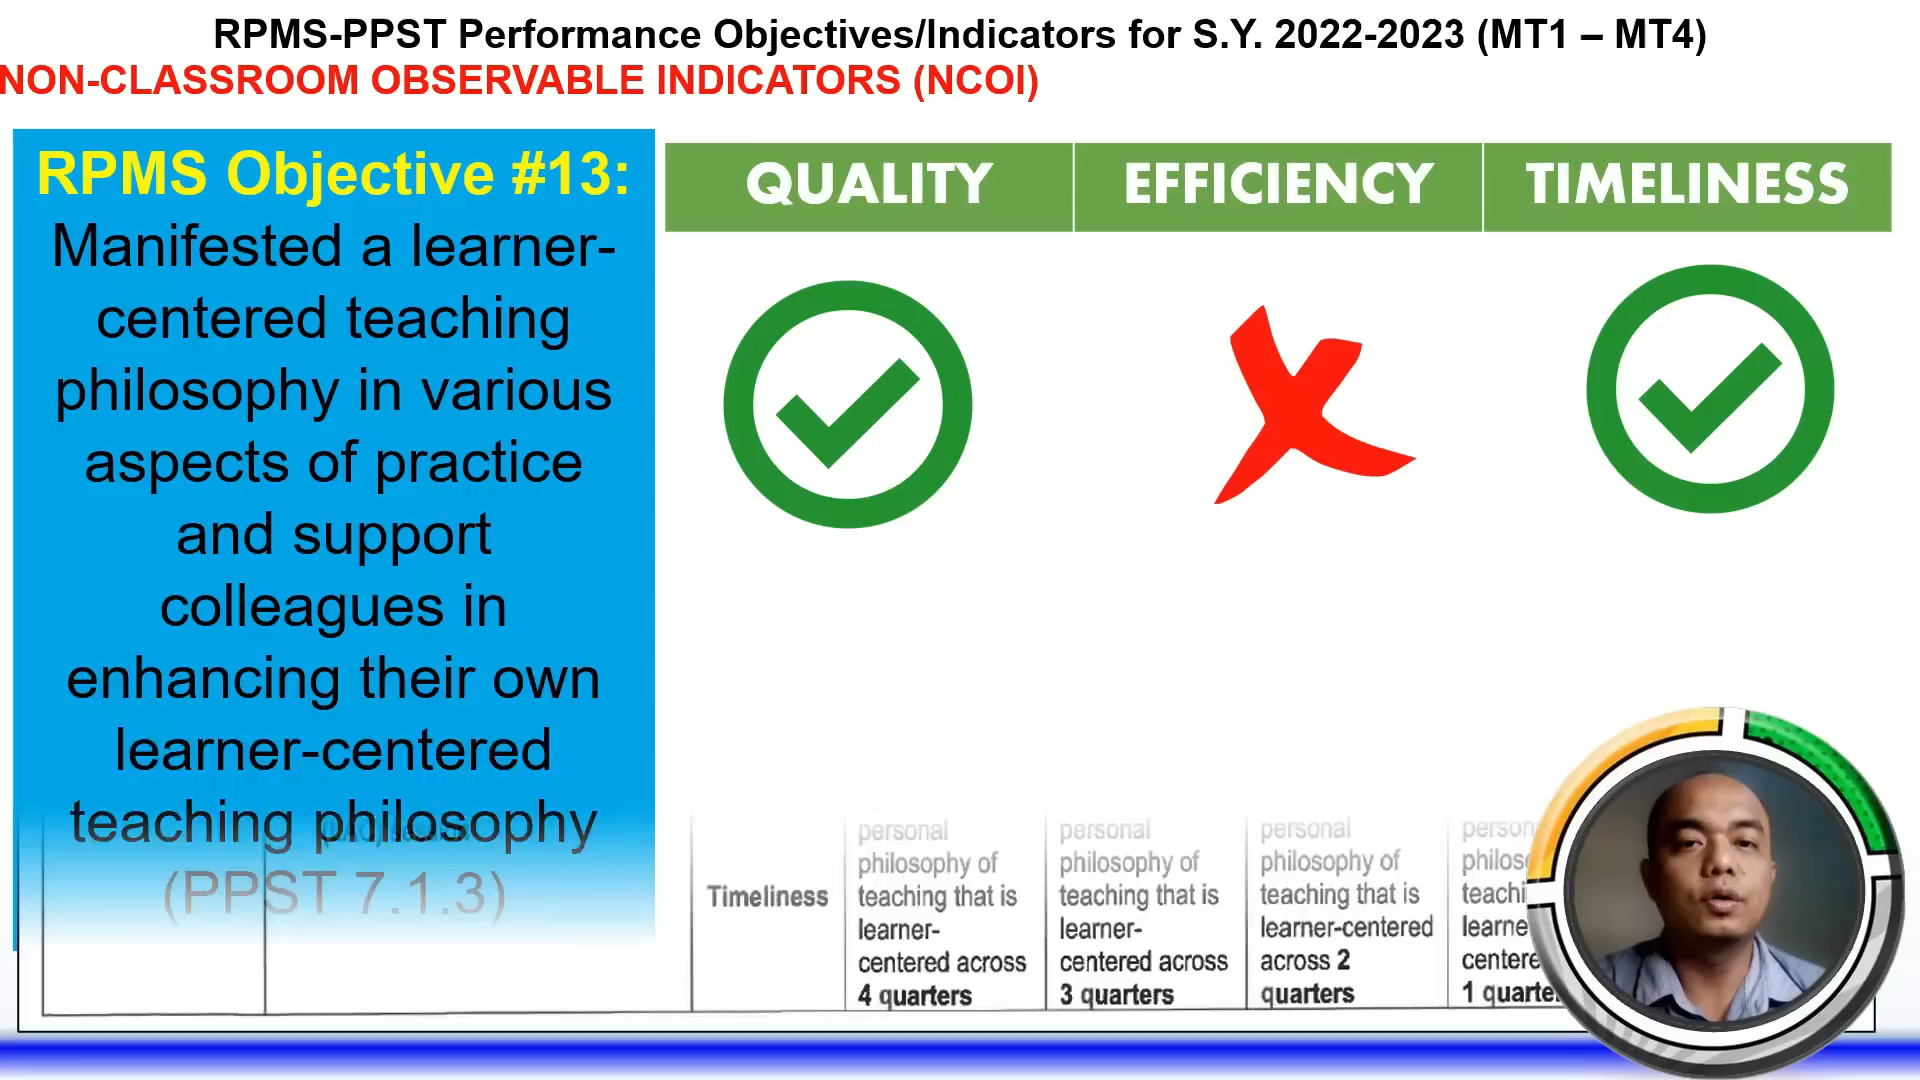 RPMS-PPST Performance Objectives/Indicators for S.Y. 2022-2023 (MT1 – MT4)
NON-CLASSROOM OBSERVABLE INDICATORS (NCOI)
RPMS Objective #13:
Manifested a learner-
centered teaching
philosophy in various
aspects of practice
and support
colleagues in
enhancing their own
learner-centered
teaching philosophy
(PPST 7.1.3)
QUALITY
EFFICIENCY
TIMELINESS
Timeliness
personal
philosophy of
teaching that is
learner-
centered across
4 quarters
personal
philosophy of
teaching that is
learner-
centered across
3 quarters
personal
philosophy of
teaching that is
learner-centered
across 2
quarters
1